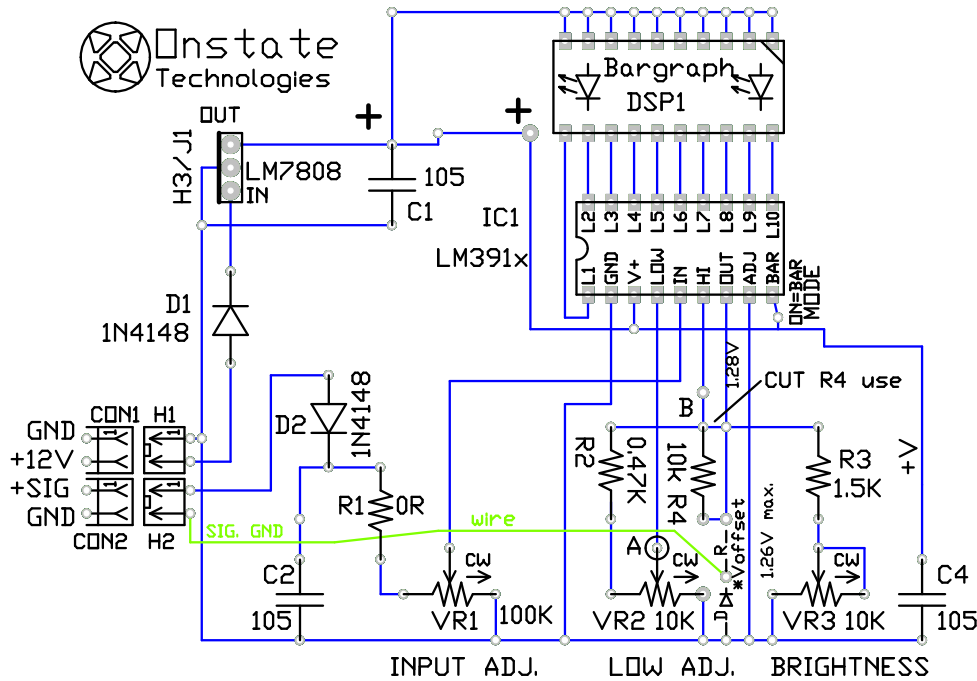 Onstate
Technologies
OUT
H3/J1
LM7808
IN
+
105
C1
+
Bargraph
DSP1
IC1
LM391x
L2 L3 L4 L5 L6 L7 L8 L9 L10
L1 GND V+ LOW IN HI OUT ADJ BAR
ON=BAR
MODE
D1
1N4148
1.28V
CUT R4 use
D2
1N4148
CON1 H1
GND
+12V
1 1
+SIG
GND
1 1
CON2 H2
B
R2
0.47K
10k R4
R3
1.5K
+V
R1 0R
SIG. GND
wire
A
CW
CW
CW
R
D
*Voffset
1.26V max.
C2
105
VR1 100K
VR2 10K
VR3 10K
C4
105
INPUT ADJ.
LOW ADJ.
BRIGHTNESS